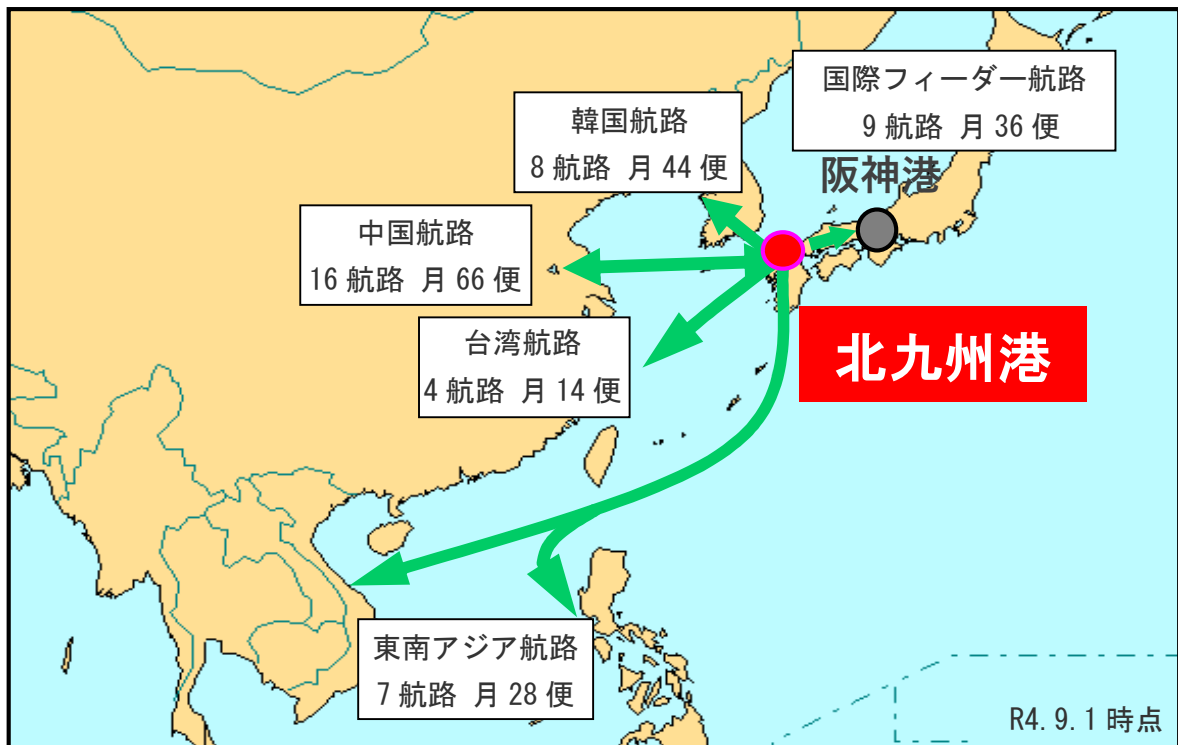 国際フィーダー航路
9 航路 月 36 便
韓国航路
8 航路 月 44 便
阪神港
中国航路
16 航路 月 66 便
台湾航路
4 航路 月 14 便
北九州港
東南アジア航路
7 航路 月 28 便
R4.9.1 時点